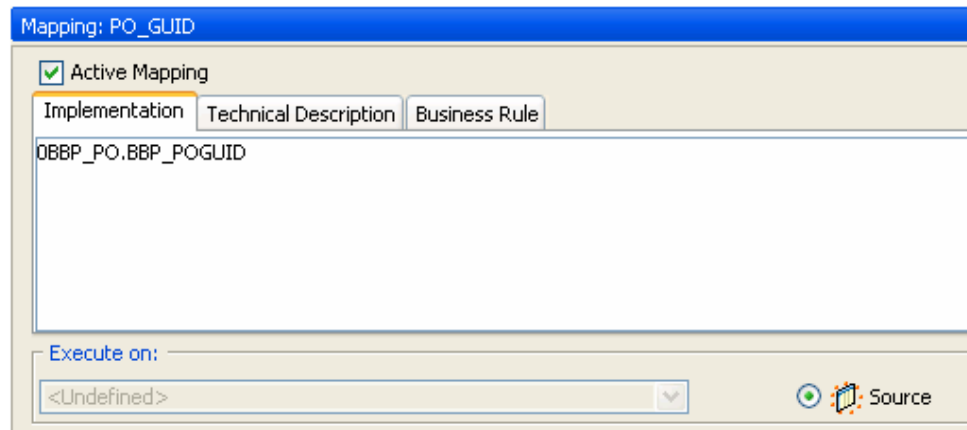 Mapping: PO_GUID
Active Mapping
Implementation Technical Description Business Rule
0BBP_PO.BBP_POGUID
Execute on:
<Undefined> Source